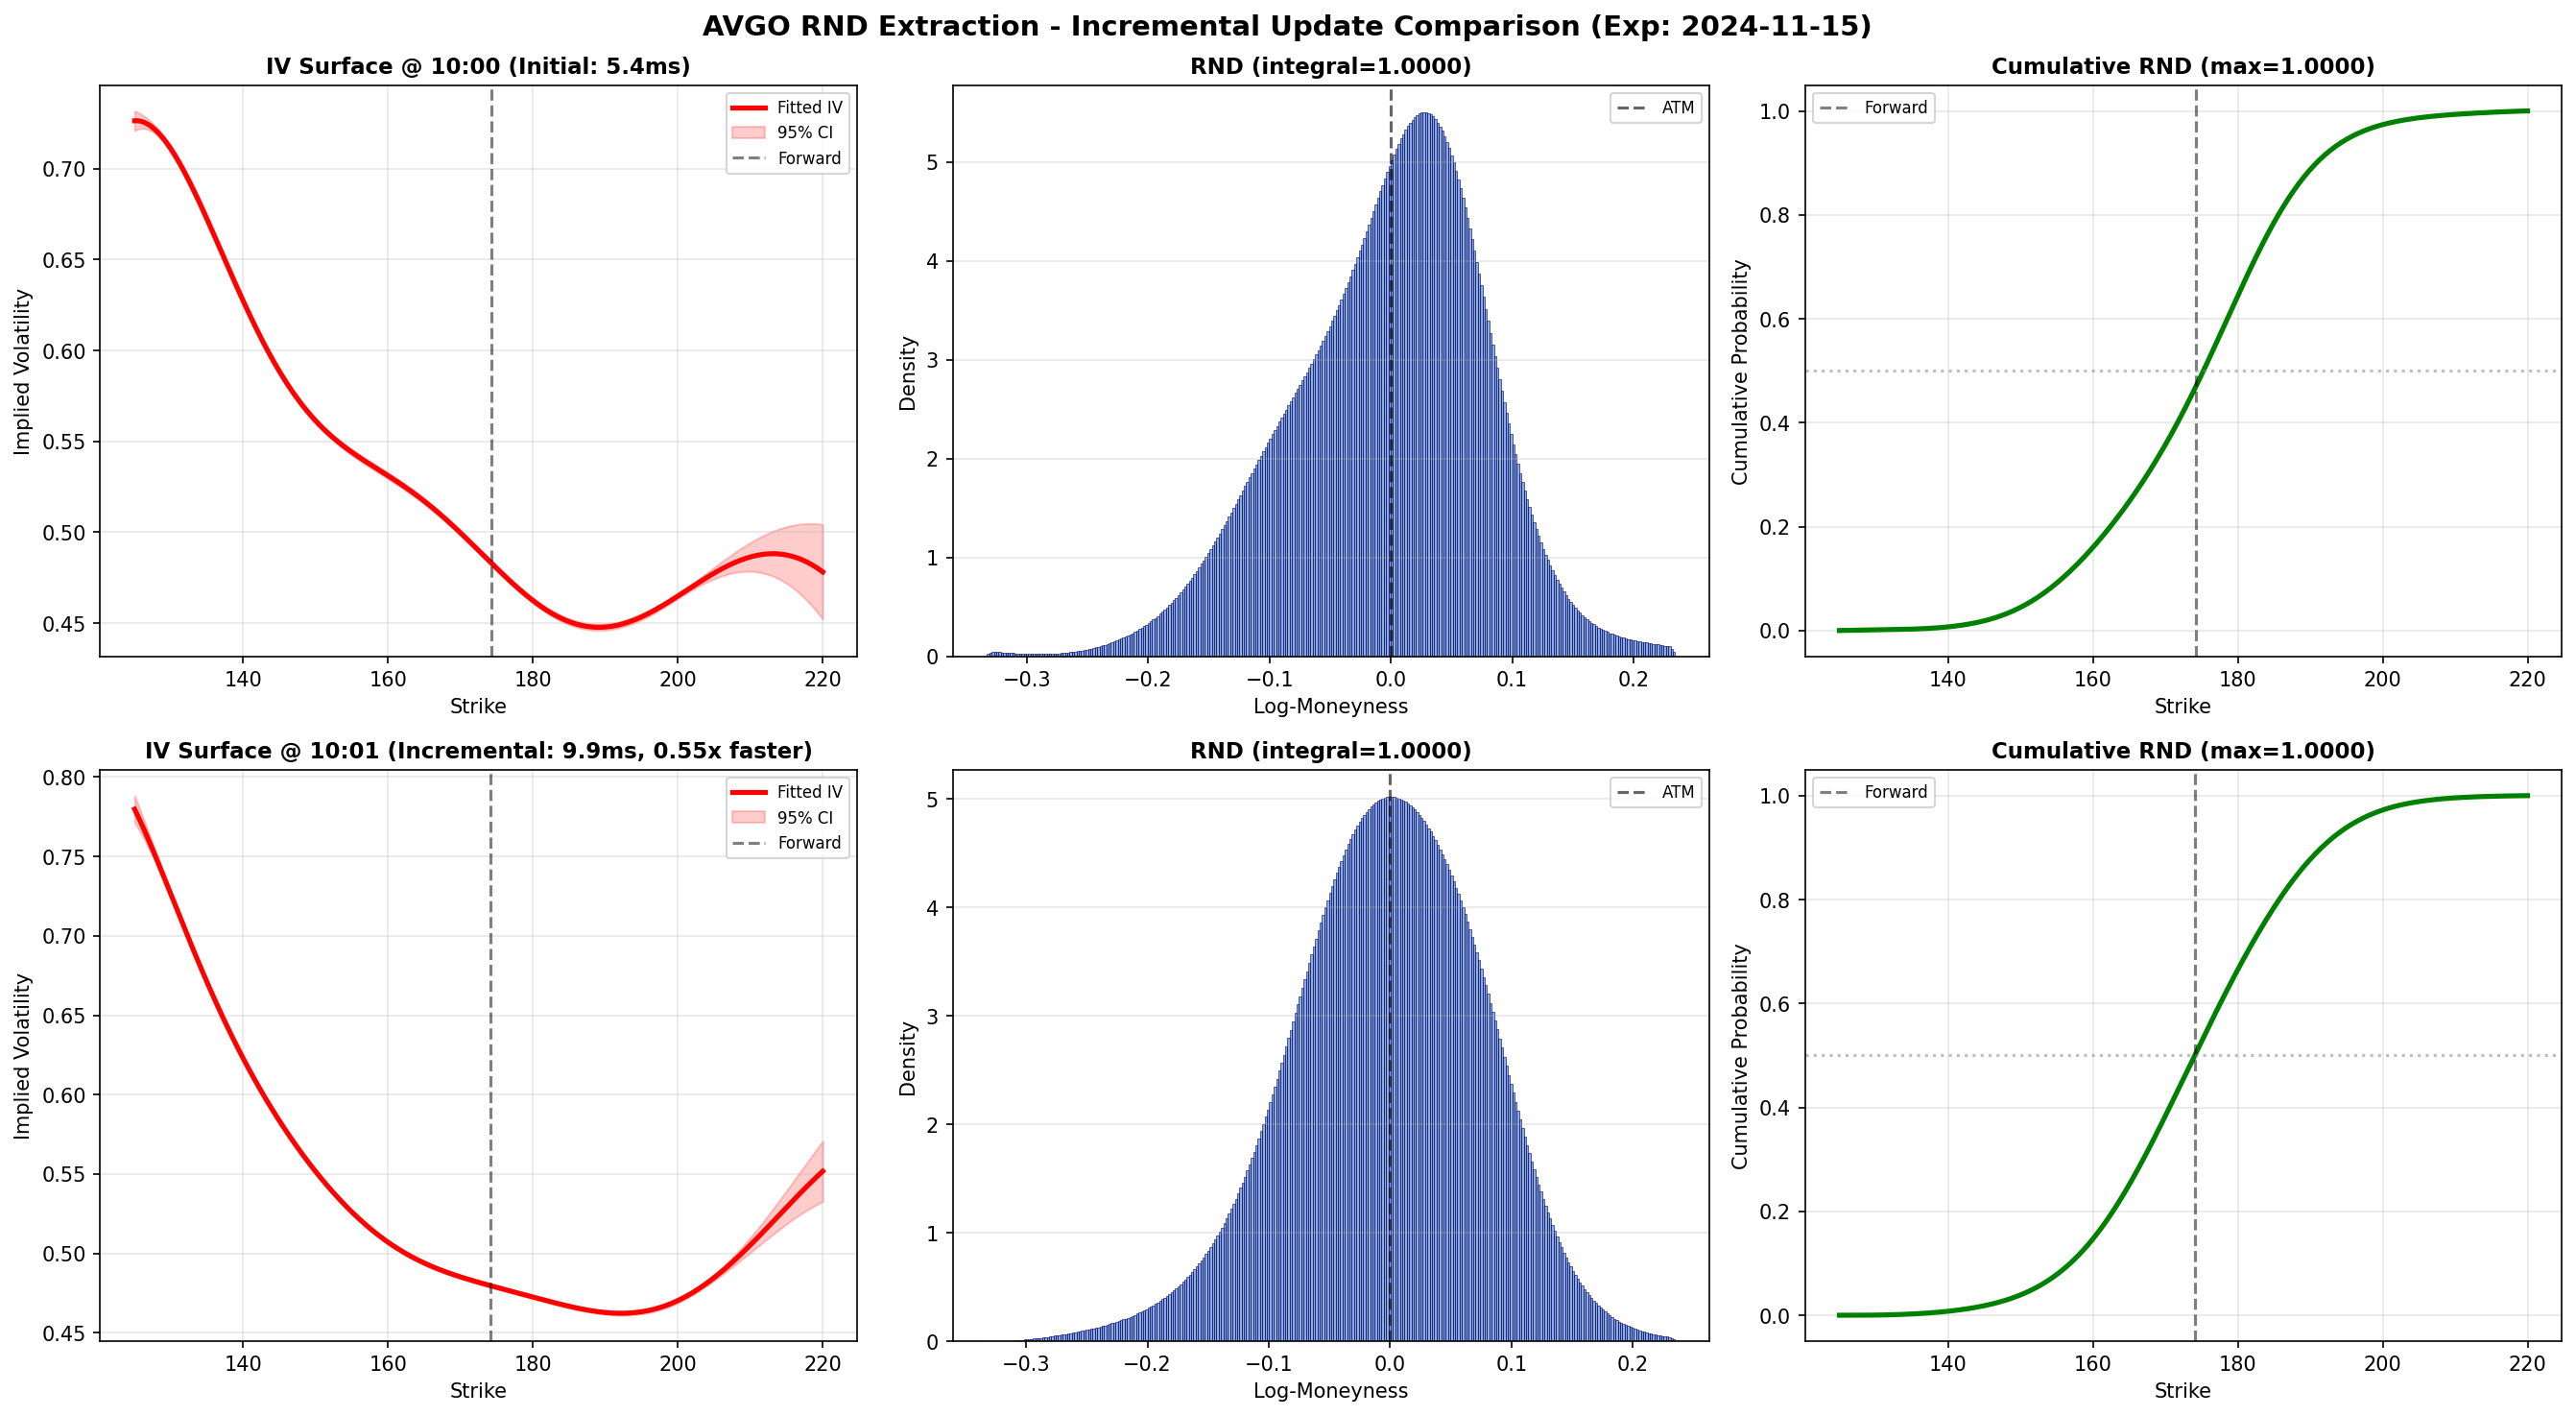 AVGO RND Extraction - Incremental Update Comparison (Exp: 2024-11-15)
IV Surface @ 10:00 (Initial: 5.4ms)
Implied Volatility
0.70
0.65
0.60
0.55
0.50
0.45
140 160 180 200 220
Strike
Fitted IV
95% CI
Forward
RND (integral=1.0000)
Density
5
4
3
2
1
0
−0.3 −0.2 −0.1 0.0 0.1 0.2
Log-Moneyness
ATM
Cumulative RND (max=1.0000)
Cumulative Probability
1.0
0.8
0.6
0.4
0.2
0.0
140 160 180 200 220
Strike
Forward
IV Surface @ 10:01 (Incremental: 9.9ms, 0.55x faster)
Implied Volatility
0.80
0.75
0.70
0.65
0.60
0.55
0.50
0.45
140 160 180 200 220
Strike
Fitted IV
95% CI
Forward
RND (integral=1.0000)
Density
5
4
3
2
1
0
−0.3 −0.2 −0.1 0.0 0.1 0.2
Log-Moneyness
ATM
Cumulative RND (max=1.0000)
Cumulative Probability
1.0
0.8
0.6
0.4
0.2
0.0
140 160 180 200 220
Strike
Forward